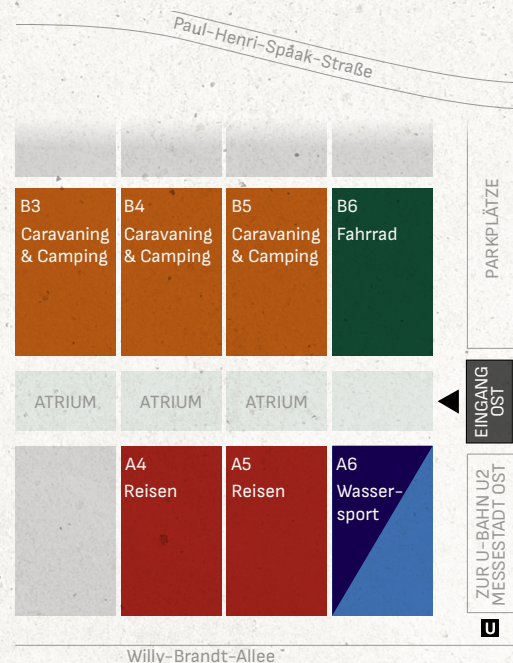 Paul-Henri-Spaak-Straße
B3
Caravaning
& Camping
B4
Caravaning
& Camping
B5
Caravaning
& Camping
B6
Fahrrad
PARKPLÄTZE
ATRIUM
ATRIUM
ATRIUM
EINGANG
OST
A4
Reisen
A5
Reisen
A6
Wasser-
sport
ZUR U-BAHN U2
MESSESTADT OST
U
Willy-Brandt-Allee